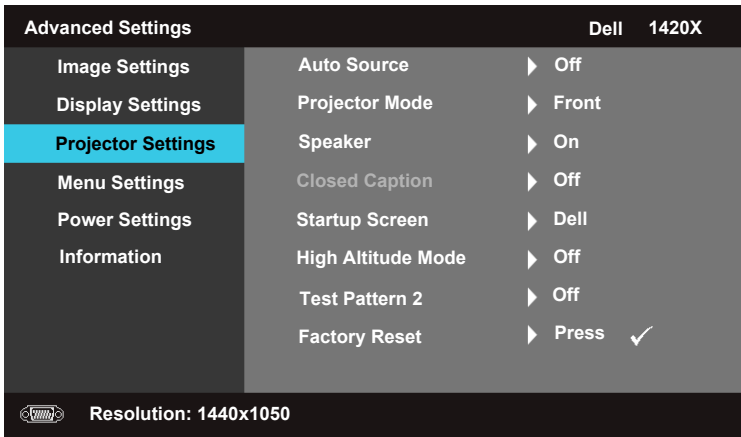 Advanced Settings Dell 1420X
Image Settings Auto Source Off
Display Settings Projector Mode Front
Projector Settings Speaker On
Menu Settings Closed Caption Off
Power Settings Startup Screen Dell
Information High Altitude Mode Off
Test Pattern 2 Off
Factory Reset Press
Resolution: 1440x1050